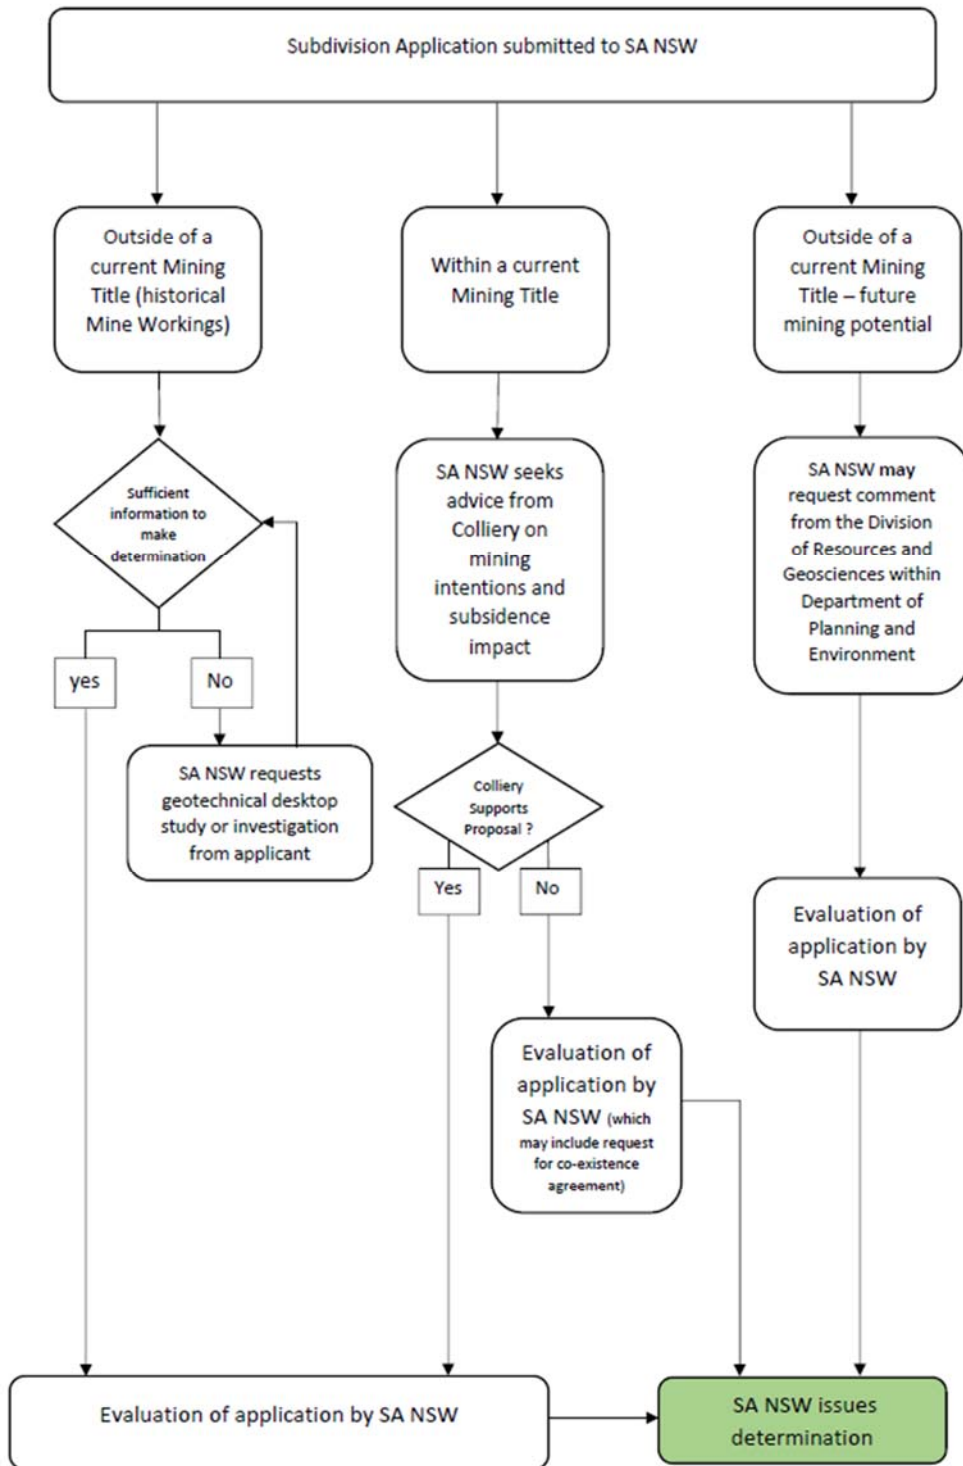 Subdivision Application submitted to SA NSW
Outside of a
current Mining
Title (historical
Mine Workings)
Within a current
Mining Title
Outside of a
current Mining
Title – future
mining potential
Sufficient
information to
make
determination
yes
No
SA NSW requests
geotechnical desktop
study or investigation
from applicant
SA NSW seeks
advice from
Colliery on
mining
intentions and
subsidence
impact
Colliery
Supports
Proposal ?
Yes
No
Evaluation of
application by
SA NSW (which
may include request
for co-existence
agreement)
SA NSW may
request comment
from the Division
of Resources and
Geosciences within
Department of
Planning and
Environment
Evaluation of
application by
SA NSW
Evaluation of application by SA NSW
SA NSW issues
determination